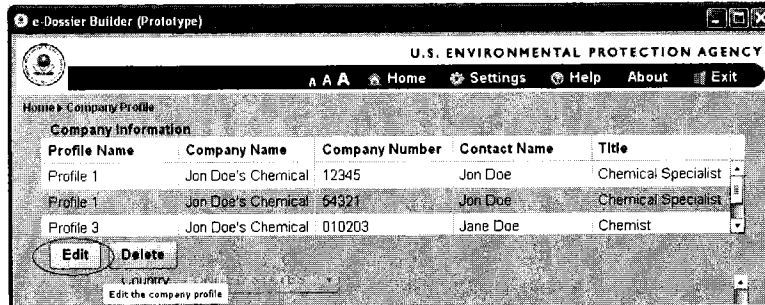 e-Dossier Builder (Prototype)
U.S. ENVIRONMENTAL PROTECTION AGENCY
A A A Home Settings Help About Exit
Home Company Profile
Company Information
Profile Name Company Name Company Number Contact Name Title
Profile 1 Jon Doe's Chemical 12345 Jon Doe Chemical Specialist
Profile 1 Jon Doe's Chemical 54321 Jon Doe Chemical Specialist
Profile 3 Jon Doe's Chemical 010203 Jane Doe Chemist
Edit Delete
Country
Edit the company profile